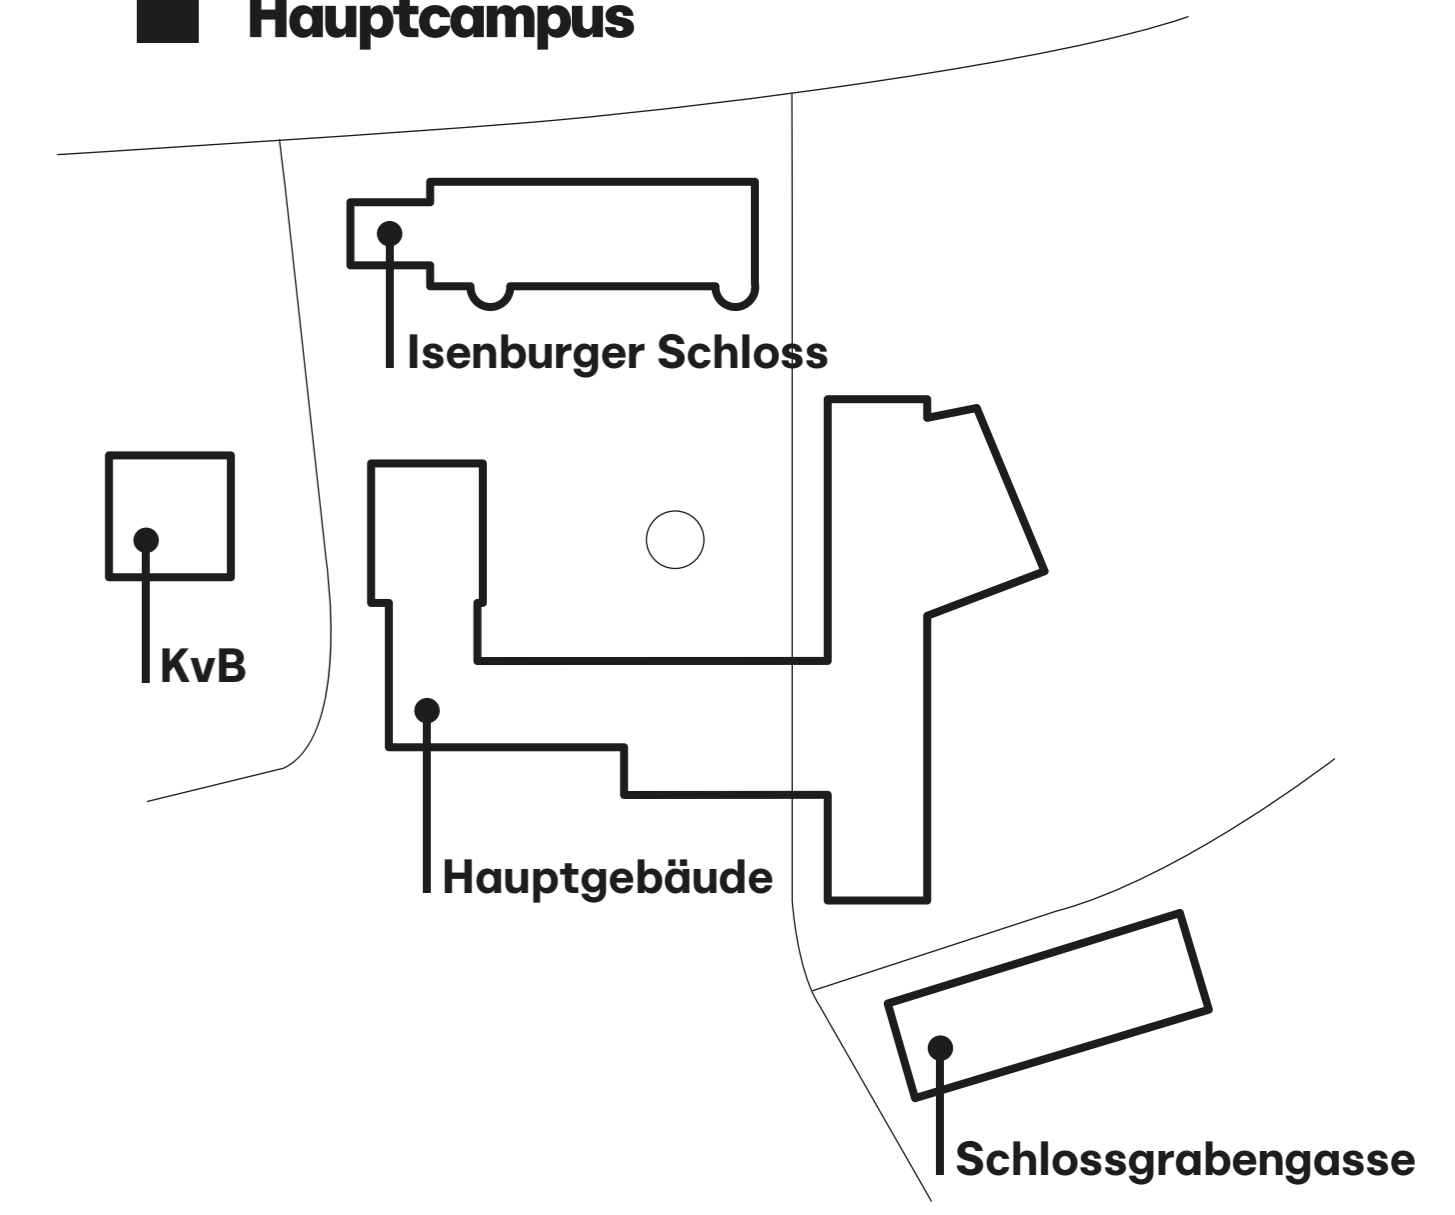 Hauptcampus
Isenburger Schloss
KvB
Hauptgebäude
Schlossgrabengasse